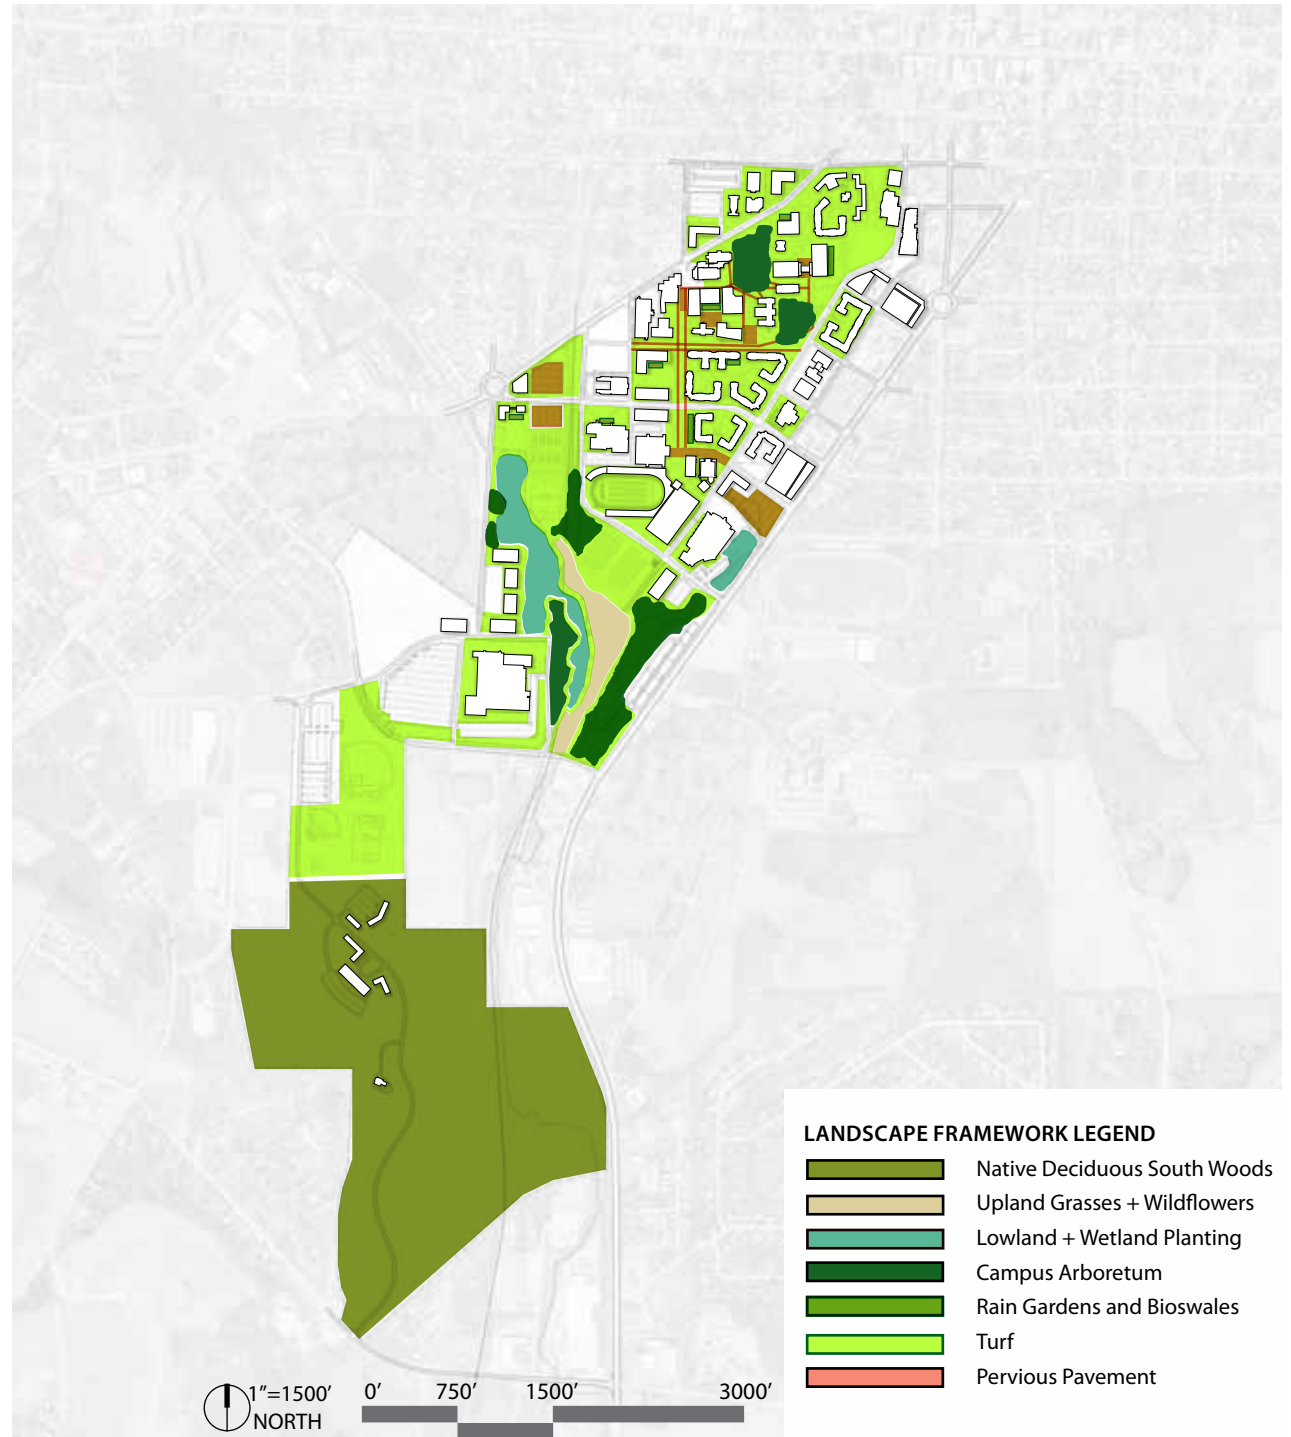 LANDSCAPE FRAMEWORK LEGEND
Native Deciduous South Woods
Upland Grasses + Wildflowers
Lowland + Wetland Planting
Campus Arboretum
Rain Gardens and Bioswales
Turf
Pervious Pavement
1”=1500’
NORTH
0’ 750’ 1500’ 3000’